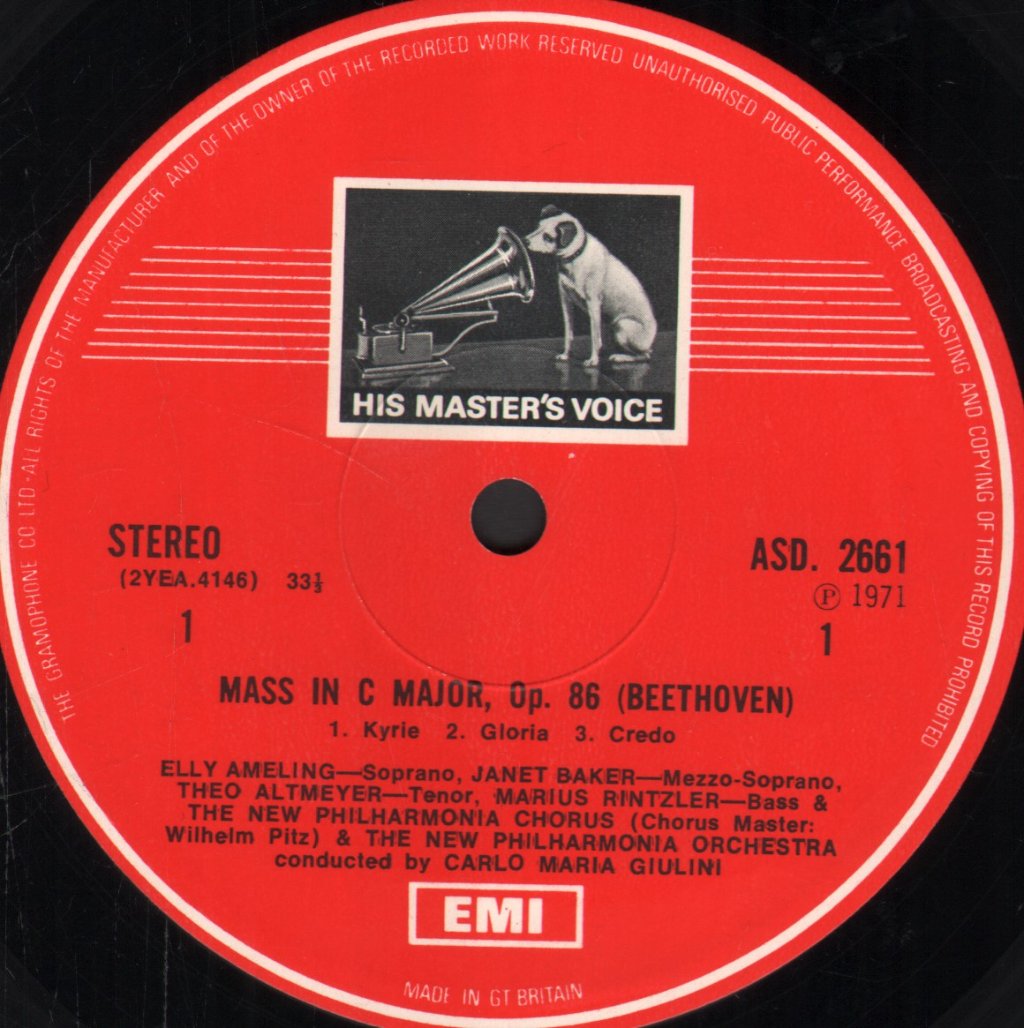 THE GRAMOPHONE CO LTD·ALL RIGHTS OF THE MANUFACTURER AND OF THE OWNER OF THE RECORDED WORK RESERVED UNAUTHORISED PUBLIC PERFORMANCE BROADCASTING AND COPYING OF THIS RECORD PROHIBITED
HIS MASTER'S VOICE
STEREO
(2YEA.4146) 33⅓
1
ASD. 2661
℗ 1971
1
MASS IN C MAJOR, Op. 86 (BEETHOVEN)
1. Kyrie 2. Gloria 3. Credo
ELLY AMELING—Soprano, JANET BAKER—Mezzo-Soprano,
THEO ALTMEYER—Tenor, MARIUS RINTZLER—Bass &
THE NEW PHILHARMONIA CHORUS (Chorus Master:
Wilhelm Pitz) & THE NEW PHILHARMONIA ORCHESTRA
conducted by CARLO MARIA GIULINI
EMI
MADE IN GT BRITAIN